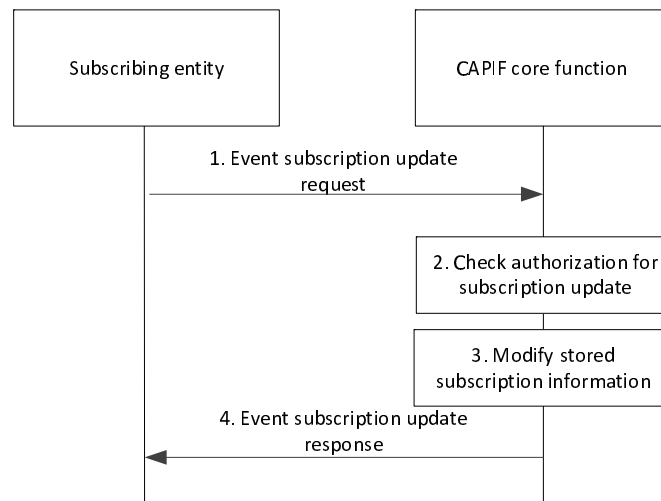 Subscribing entity
CAPIF core function
1. Event subscription update
request
2. Check authorization for
subscription update
3. Modify stored
subscription information
4. Event subscription update
response